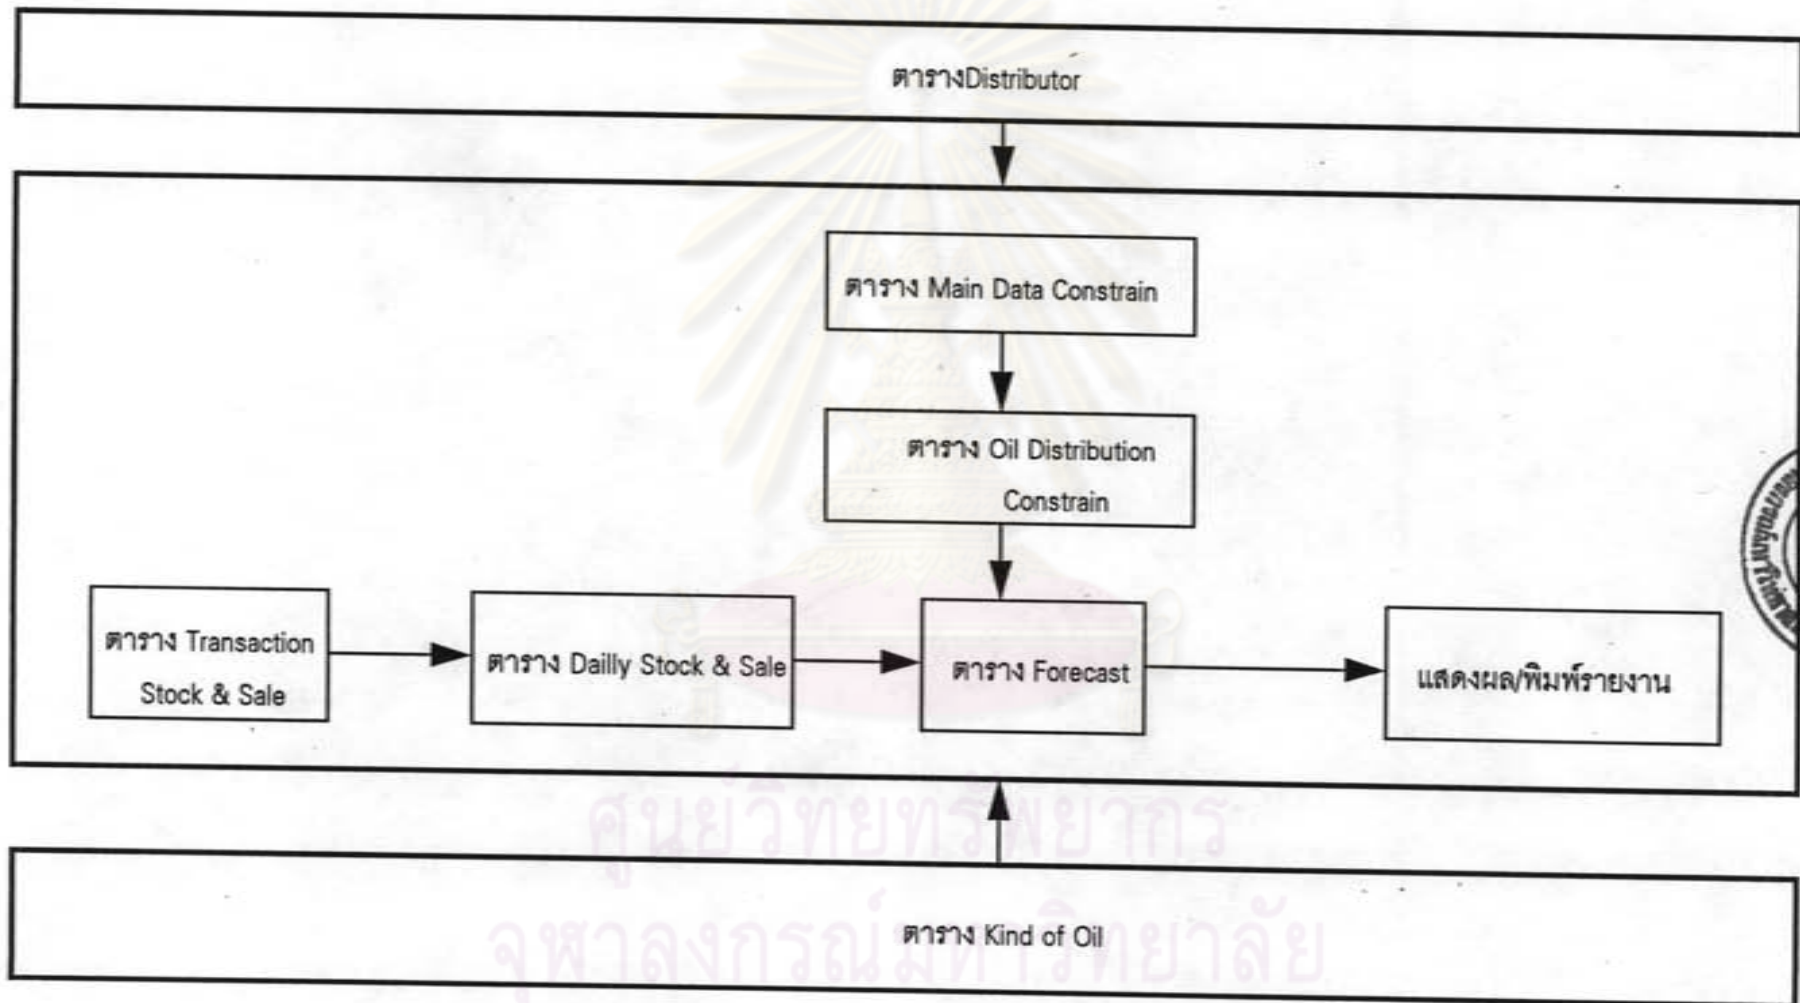 ตารางDistributor
ตาราง Main Data Constrain
ตาราง Oil Distribution
Constrain
ตาราง Transaction
Stock & Sale
ตาราง Dailly Stock & Sale
ตาราง Forecast
แสดงผล/พิมพ์รายงาน
ศูนย์วิทยทรัพยากร
ตาราง Kind of Oil
จุฬาลงกรณ์มหาวิทยาลัย